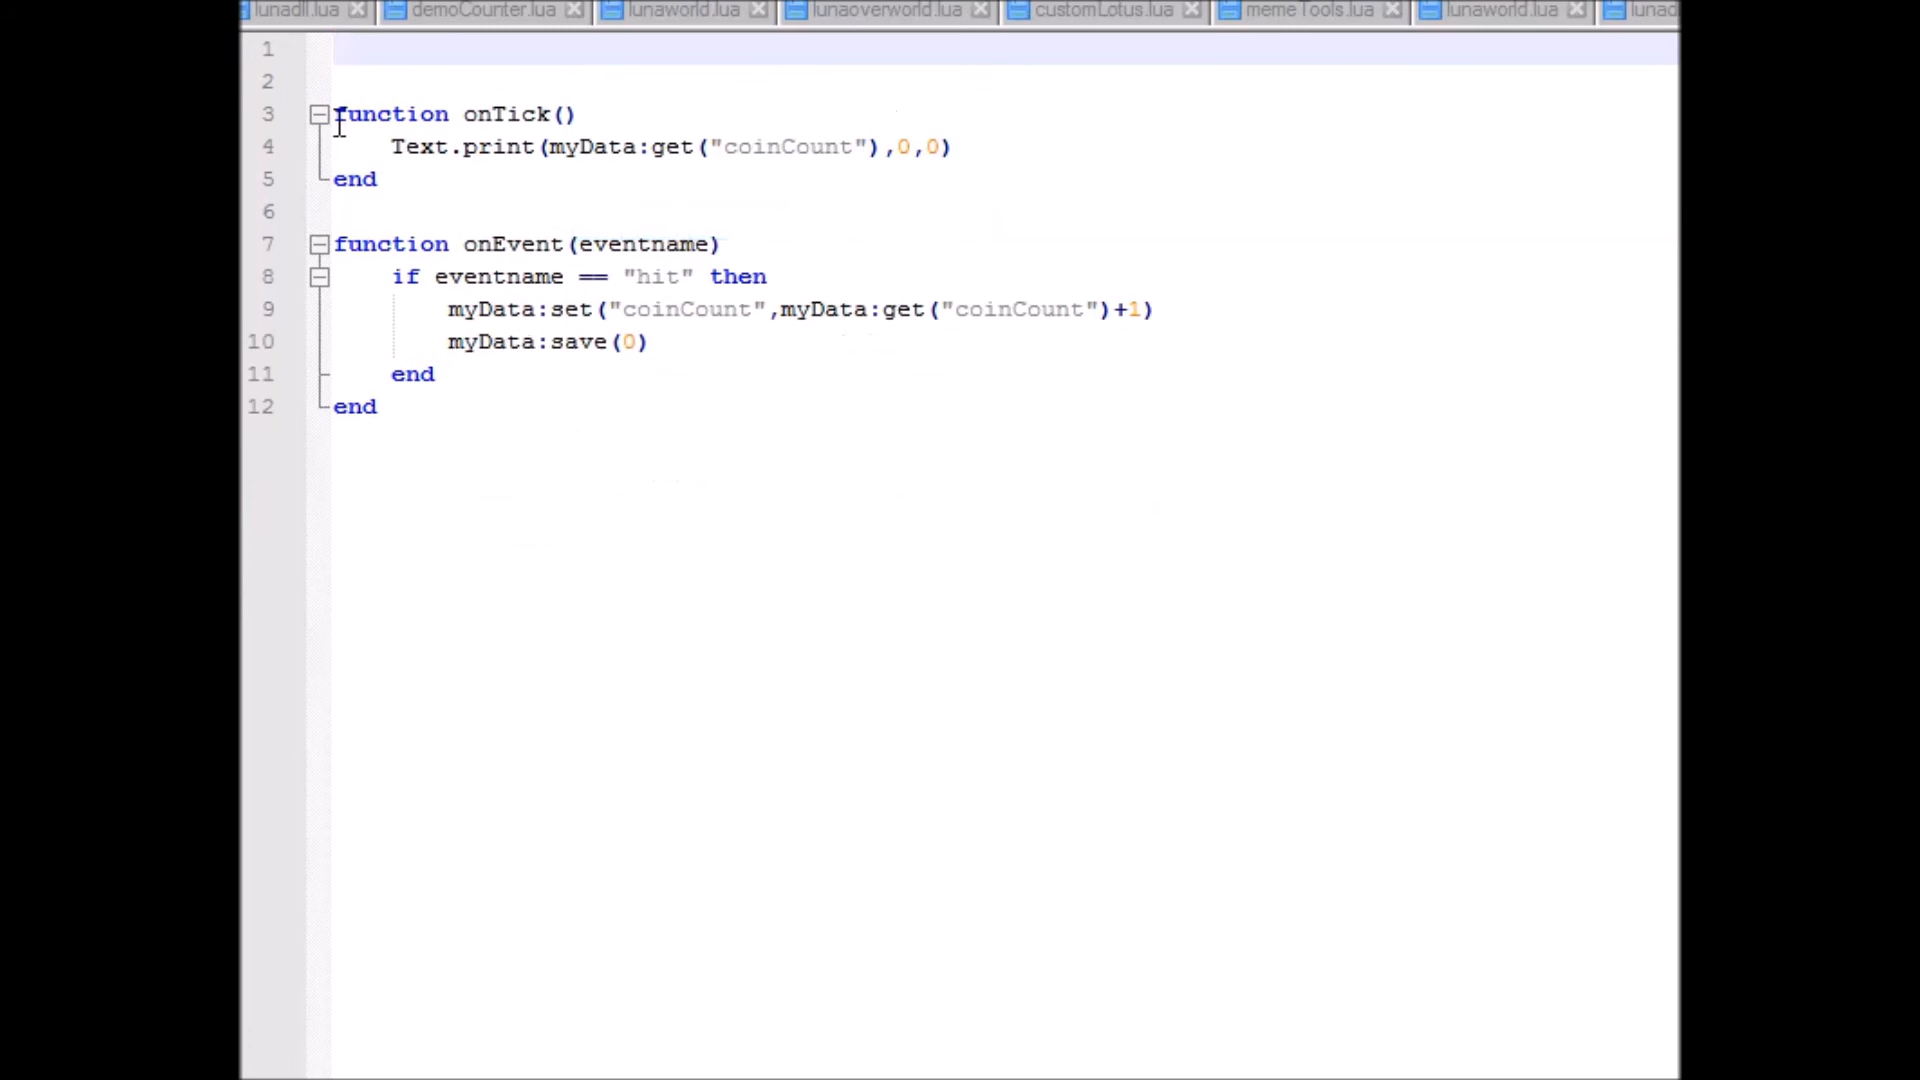 lunadll.lua demoCounter.lua lunaworld.lua lunaoverworld.lua customLotus.lua memeTools.lua lunaworld.lua lunad
1
2
3 function onTick()
4 Text.print(myData:get("coinCount"),0,0)
5 end
6
7 function onEvent(eventname)
8 if eventname == "hit" then
9 myData:set("coinCount",myData:get("coinCount")+1)
10 myData:save(0)
11 end
12 end